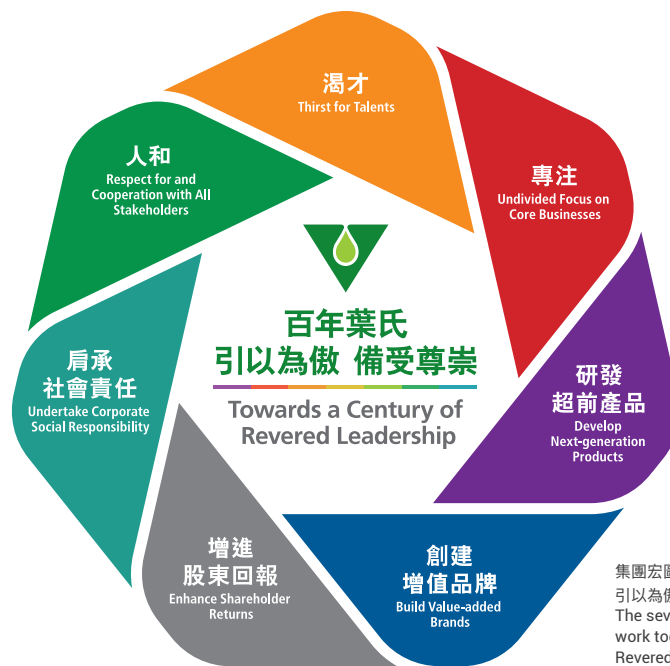 渴才
Thirst for Talents
專注
Undivided Focus on
Core Businesses
研發
超前產品
Develop
Next-generation
Products
創建
增值品牌
Build Value-added
Brands
增進
股東回報
Enhance Shareholder
Returns
肩承
社會責任
Undertake Corporate
Social Responsibility
人和
Respect for and
Cooperation with All
Stakeholders
百年葉氏
引以為傲 備受尊崇
Towards a Century of
Revered Leadership
集團宏
引以為傲
The sev
work to
Revered